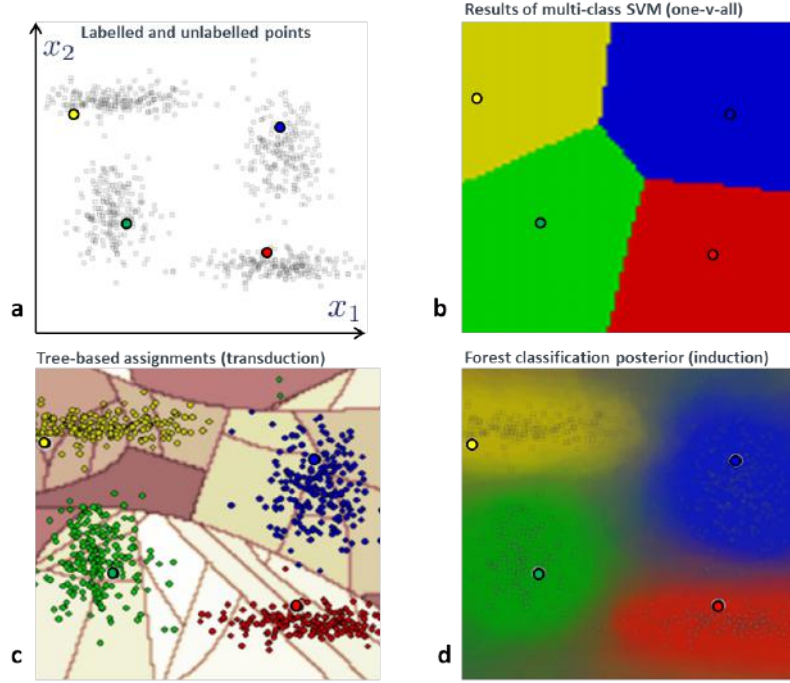 Labelled and unlabelled points
x2
x1
a
Results of multi-class SVM (one-v-all)
b
Tree-based assignments (transduction)
c
Forest classification posterior (induction)
d